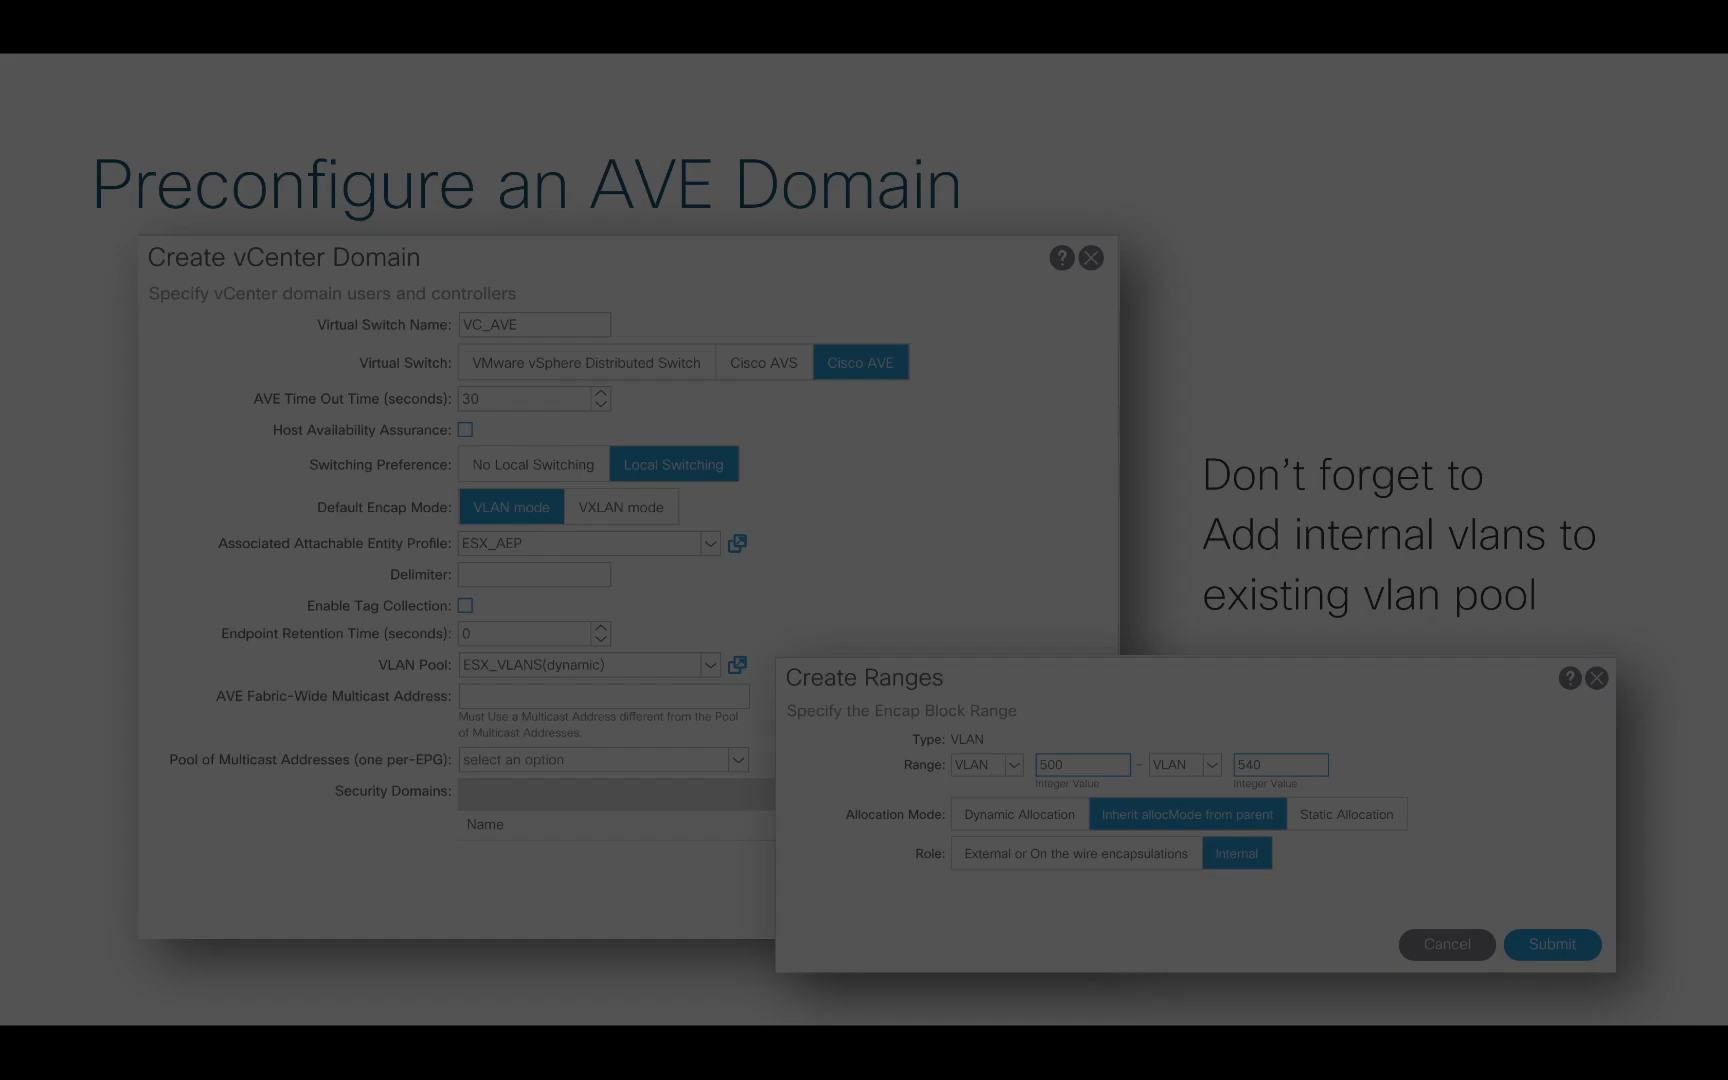 Preconfigure an AVE Domain
Create vCenter Domain
Specify vCenter domain users and controllers
Virtual Switch Name: VC_AVE
Virtual Switch: VMware vSphere Distributed Switch Cisco AVS Cisco AVE
AVE Time Out Time (seconds): 30
Host Availability Assurance:
Switching Preference: No Local Switching Local Switching
Default Encap Mode: VLAN mode VXLAN mode
Associated Attachable Entity Profile: ESX_AEP
Delimiter:
Enable Tag Collection:
Endpoint Retention Time (seconds): 0
VLAN Pool: ESX_VLANS(dynamic)
AVE Fabric-Wide Multicast Address:
Must Use a Multicast Address different from the Pool
of Multicast Addresses.
Pool of Multicast Addresses (one per-EPG): select an option
Security Domains:
Name
Don't forget to
Add internal vlans to
existing vlan pool
Create Ranges
Specify the Encap Block Range
Type: VLAN
Range: VLAN 500 - VLAN 540
Integer Value Integer Value
Allocation Mode: Dynamic Allocation Inherit allocMode from parent Static Allocation
Role: External or On the wire encapsulations Internal
Cancel Submit